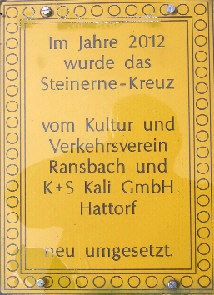 Im Jahre 2012
wurde das
Steinerne-Kreuz
vom Kultur und
Verkehrsverein
Ransbach und
K+S Kali GmbH
Hattorf
neu umgesetzt.